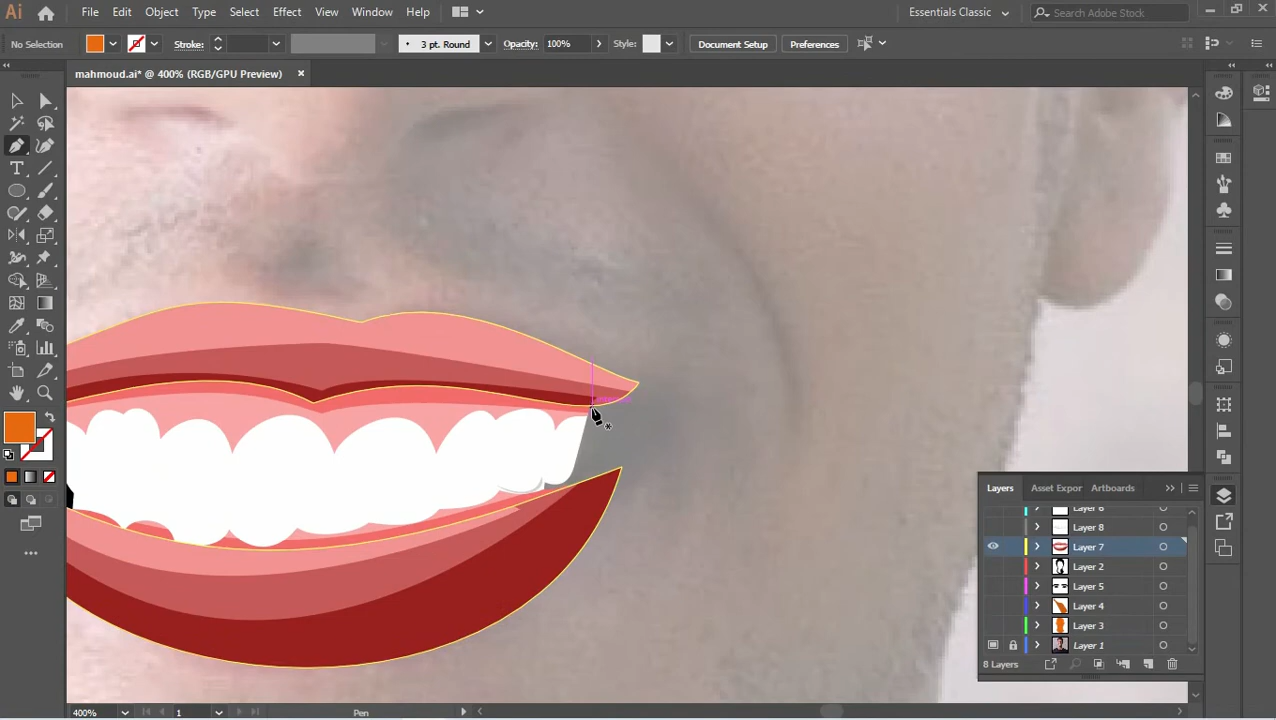 Ai File Edit Object Type Select Effect View Window Help Essentials Classic Search Adobe Stock
No Selection Stroke: 3 pt. Round Opacity: 100% Style: Document Setup Preferences
mahmoud.ai* @ 400% (RGB/GPU Preview)
Layers Asset Expor Artboards
Layer 6
Layer 8
Layer 7
Layer 2
Layer 5
Layer 4
Layer 3
Layer 1
8 Layers
400% 1 Pen